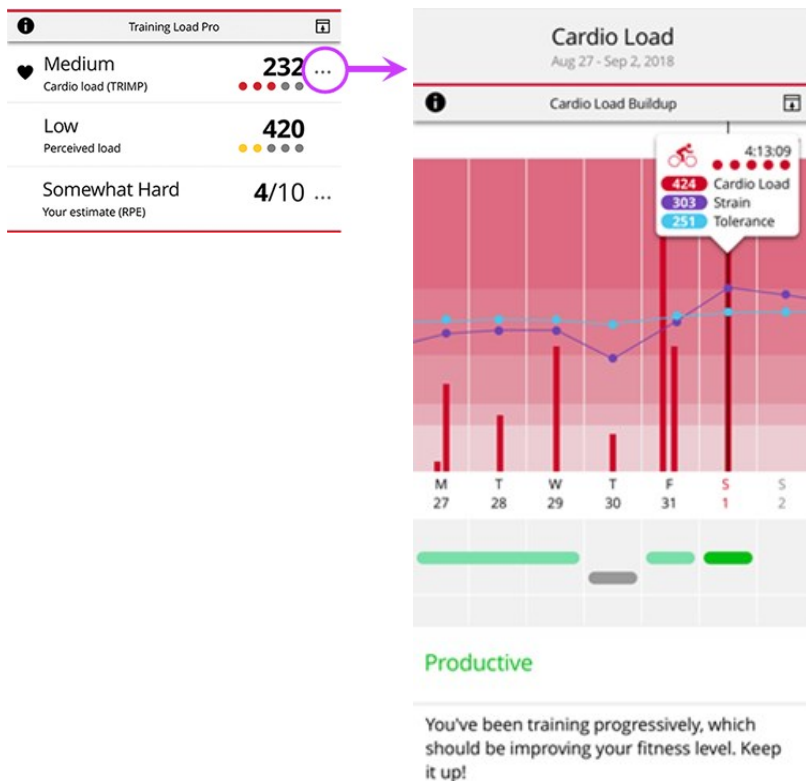 Training Load Pro
Medium
232 ...
Cardio load (TRIMP)
Low
420
Perceived load
Somewhat Hard
4/10 ...
Your estimate (RPE)
Cardio Load
Aug 27 - Sep 2, 2018
Cardio Load Buildup
4:13:09
424 Cardio Load
303 Strain
251 Tolerance
M T W T F S S
27 28 29 30 31 1 2
Productive
You've been training progressively, which
should be improving your fitness level. Keep
it up!